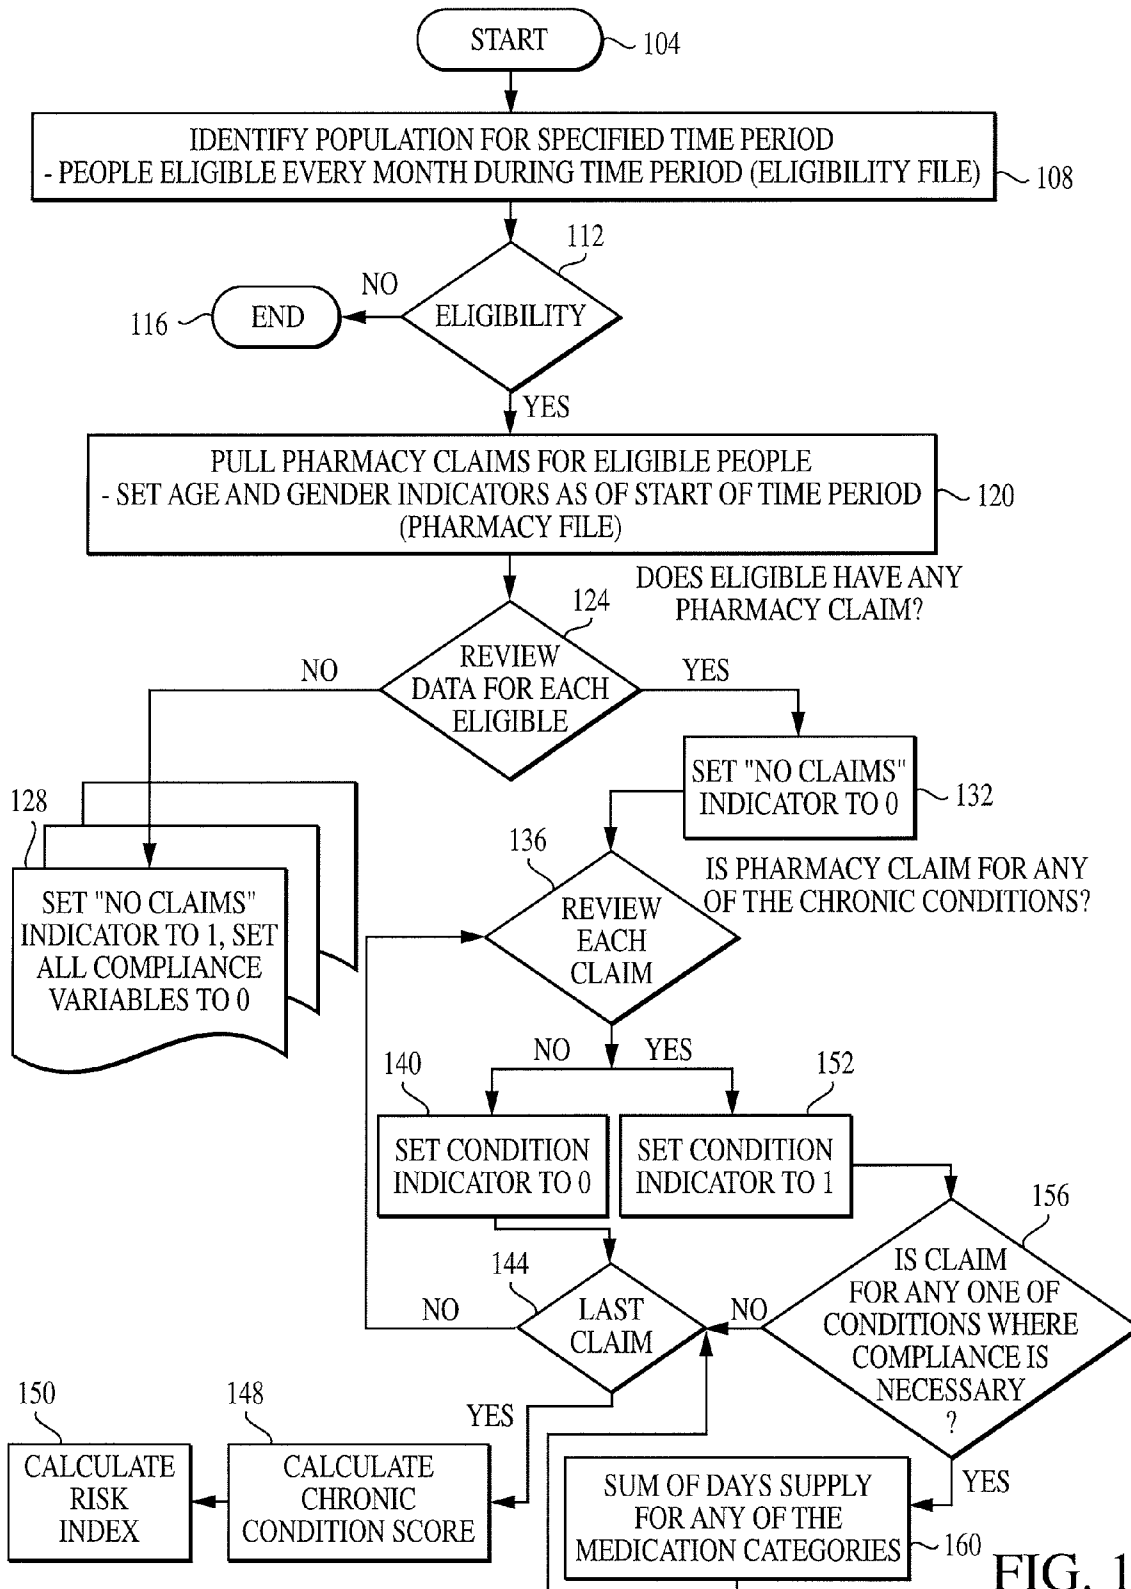 START
104
IDENTIFY POPULATION FOR SPECIFIED TIME PERIOD
- PEOPLE ELIGIBLE EVERY MONTH DURING TIME PERIOD (ELIGIBILITY FILE)
108
112
NO
116
END
ELIGIBILITY
YES
PULL PHARMACY CLAIMS FOR ELIGIBLE PEOPLE
- SET AGE AND GENDER INDICATORS AS OF START OF TIME PERIOD
(PHARMACY FILE)
120
DOES ELIGIBLE HAVE ANY
PHARMACY CLAIM?
124
REVIEW
DATA FOR EACH
ELIGIBLE
NO
YES
SET "NO CLAIMS"
INDICATOR TO 0
132
128
SET "NO CLAIMS"
INDICATOR TO 1, SET
ALL COMPLIANCE
VARIABLES TO 0
136
IS PHARMACY CLAIM FOR ANY
OF THE CHRONIC CONDITIONS?
REVIEW
EACH
CLAIM
NO
YES
140
152
SET CONDITION
INDICATOR TO 0
SET CONDITION
INDICATOR TO 1
156
144
LAST
CLAIM
NO
NO
IS CLAIM
FOR ANY ONE OF
CONDITIONS WHERE
COMPLIANCE IS
NECESSARY
?
YES
YES
150
148
CALCULATE
RISK
INDEX
CALCULATE
CHRONIC
CONDITION SCORE
SUM OF DAYS SUPPLY
FOR ANY OF THE
MEDICATION CATEGORIES
160
FIG. 1